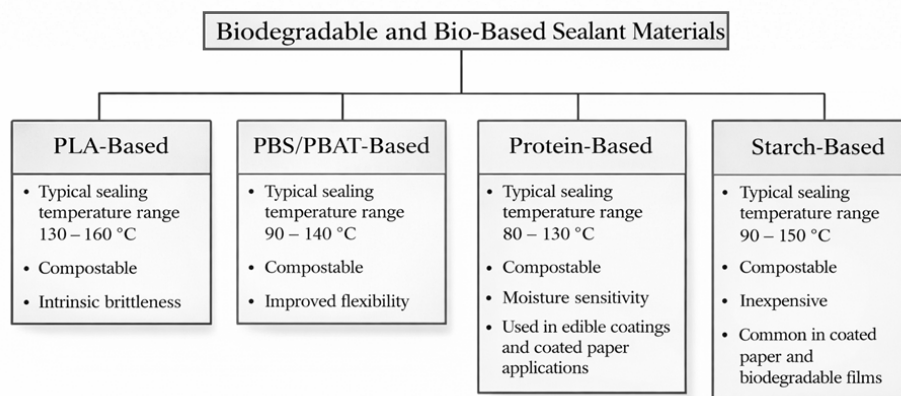 Biodegradable and Bio-Based Sealant Materials
PLA-Based
• Typical sealing
temperature range
130 – 160 °C
• Compostable
• Intrinsic brittleness
PBS/PBAT-Based
• Typical sealing
temperature range
90 – 140 °C
• Compostable
• Improved flexibility
Protein-Based
• Typical sealing
temperature range
80 – 130 °C
• Compostable
• Moisture sensitivity
• Used in edible coatings
and coated paper
applications
Starch-Based
• Typical sealing
temperature range
90 – 150 °C
• Compostable
• Inexpensive
• Common in coated
paper and
biodegradable films